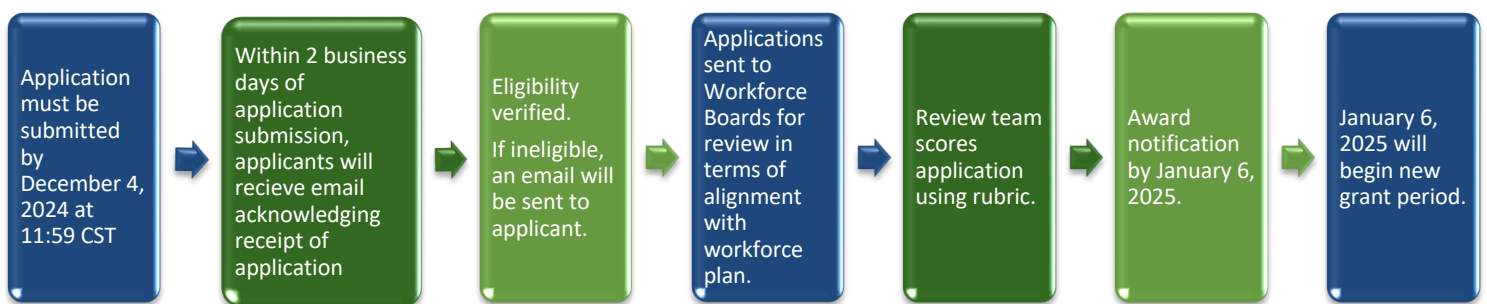 Application
must be
submitted
by
December 4,
2024 at
11:59 CST
Within 2 business
days of
application
submission,
applicants will
recieve email
acknowledging
receipt of
application
Eligibility
verified.
If ineligible,
an email will
be sent to
applicant.
Applications
sent to
Workforce
Boards for
review in
terms of
alignment
with
workforce
plan.
Review team
scores
application
using rubric.
Award
notification
by January 6,
2025.
January 6,
2025 will
begin new
grant period.